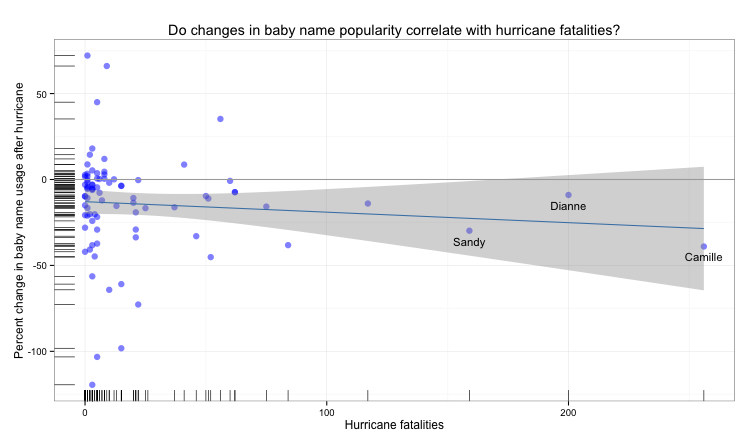 Do changes in baby name popularity correlate with hurricane fatalities?
Percent change in baby name usage after hurricane
50
0
-50
-100
Dianne
Sandy
Camille
0
100
200
Hurricane fatalities